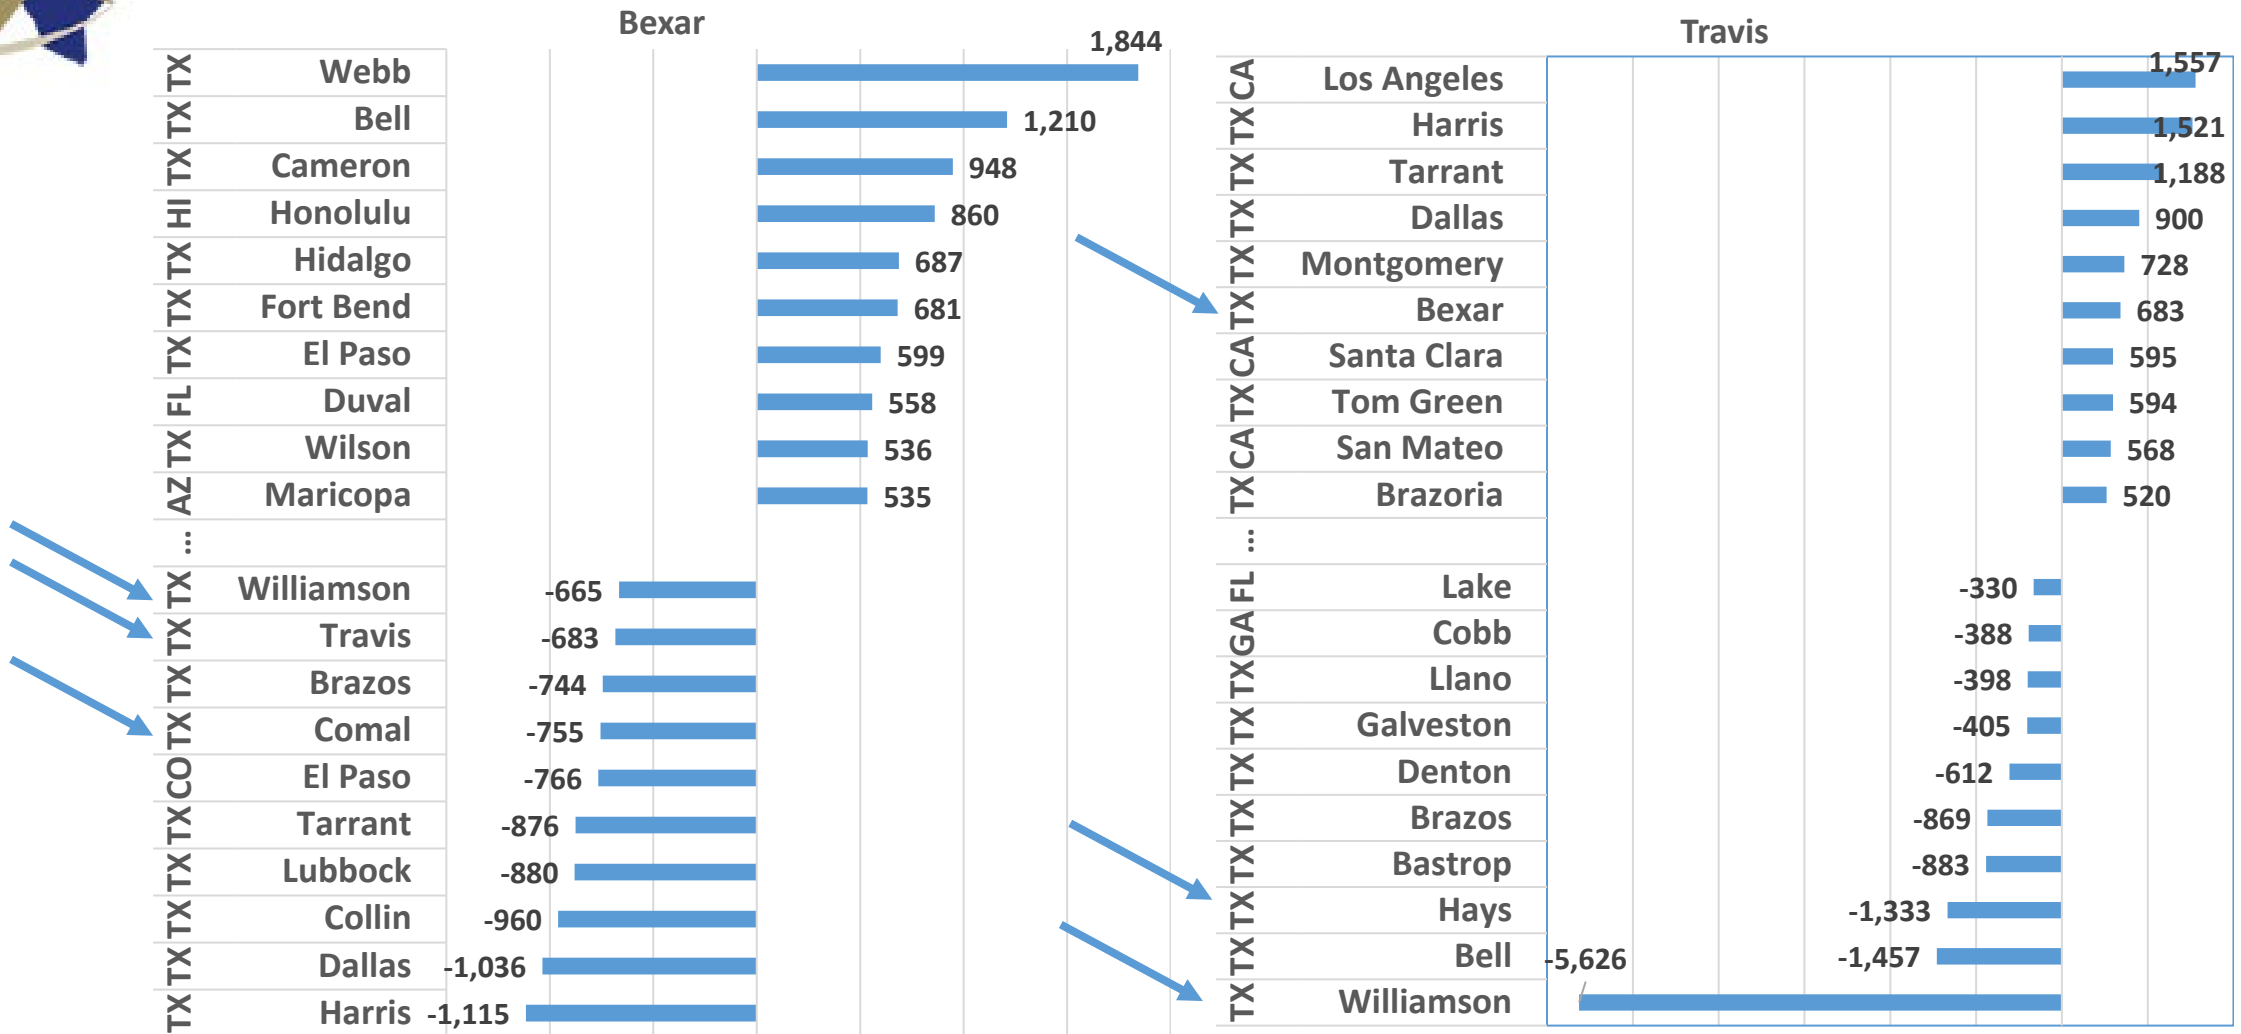 Bexar
TX Webb 1,844
TX Bell 1,210
TX Cameron 948
HI Honolulu 860
TX Hidalgo 687
TX Fort Bend 681
TX El Paso 599
FL Duval 558
TX Wilson 536
AZ Maricopa 535
...
TX Williamson -665
TX Travis -683
TX Brazos -744
TX Comal -755
CO El Paso -766
TX Tarrant -876
TX Lubbock -880
TX Collin -960
TX Dallas -1,036
TX Harris -1,115
Travis
CA Los Angeles 1,557
TX Harris 1,521
TX Tarrant 1,188
TX Dallas 900
TX Montgomery 728
TX Bexar 683
CA Santa Clara 595
TX Tom Green 594
CA San Mateo 568
TX Brazoria 520
...
FL Lake -330
GA Cobb -388
TX Llano -398
TX Galveston -405
TX Denton -612
TX Brazos -869
TX Bastrop -883
TX Hays -1,333
TX Bell -1,457
TX Williamson -5,626